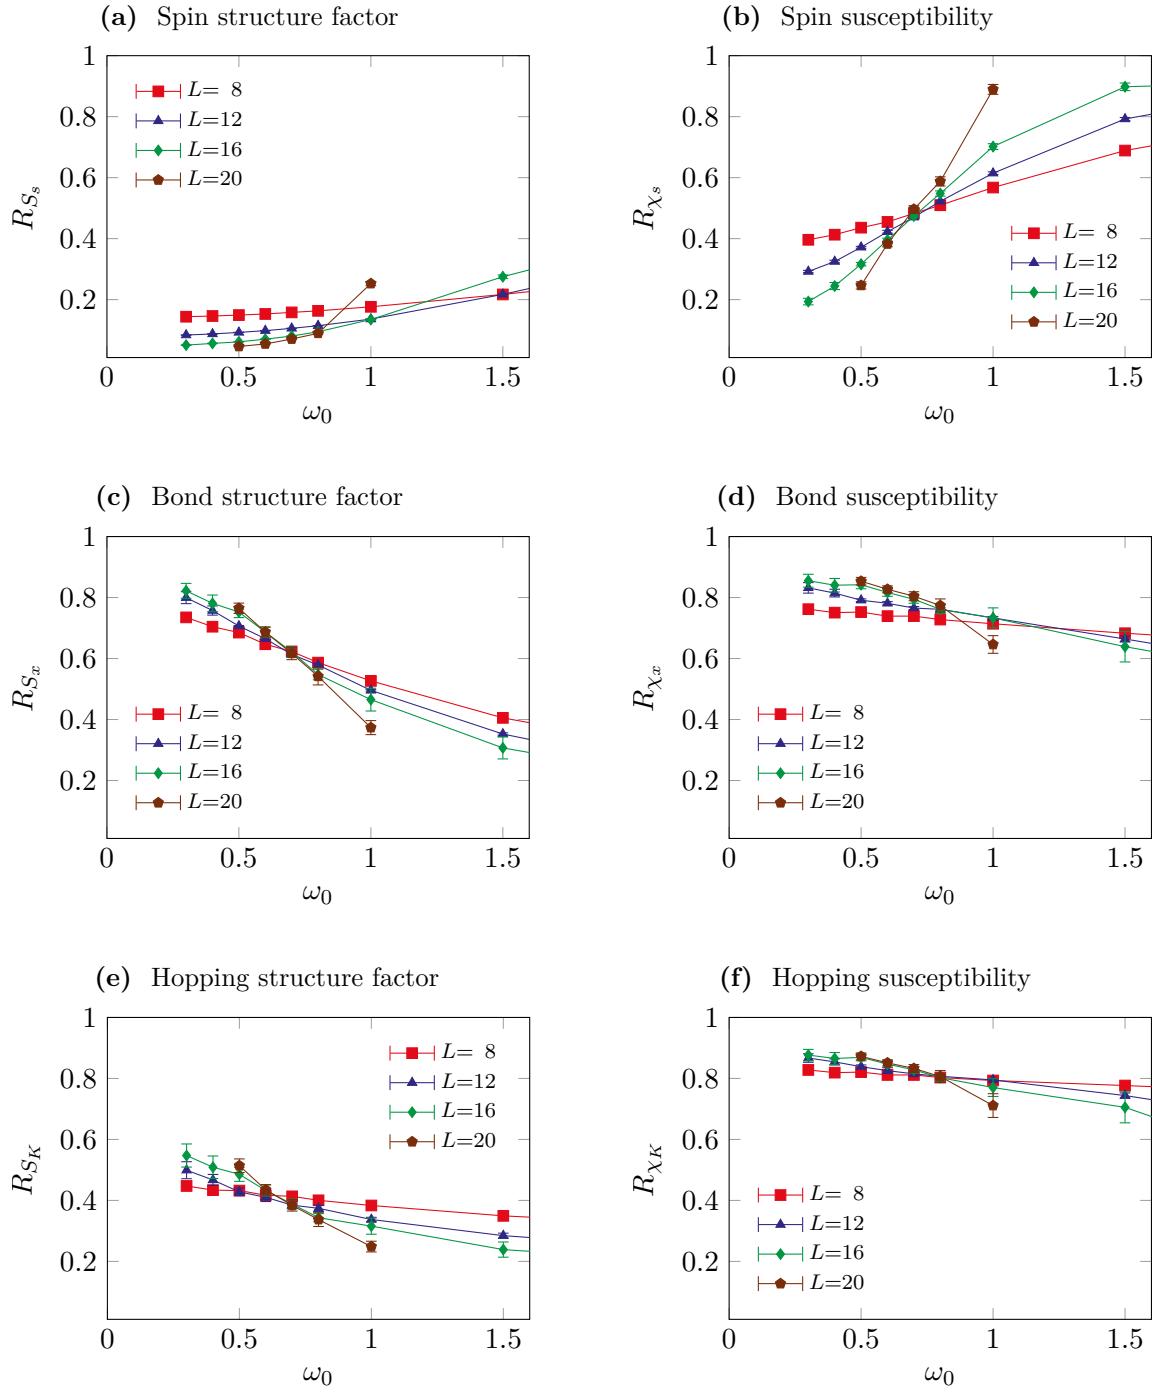 (a) Spin structure factor
1
0.8
0.6
0.4
0.2
R_{S_s}
L= 8
L=12
L=16
L=20
0 0.5 1 1.5
ω₀
(b) Spin susceptibility
1
0.8
0.6
0.4
0.2
R_{χ_s}
L= 8
L=12
L=16
L=20
0 0.5 1 1.5
ω₀
(c) Bond structure factor
1
0.8
0.6
0.4
0.2
R_{S_x}
L= 8
L=12
L=16
L=20
0 0.5 1 1.5
ω₀
(d) Bond susceptibility
1
0.8
0.6
0.4
0.2
R_{χ_x}
L= 8
L=12
L=16
L=20
0 0.5 1 1.5
ω₀
(e) Hopping structure factor
1
0.8
0.6
0.4
0.2
R_{S_K}
L= 8
L=12
L=16
L=20
0 0.5 1 1.5
ω₀
(f) Hopping susceptibility
1
0.8
0.6
0.4
0.2
R_{χ_K}
L= 8
L=12
L=16
L=20
0 0.5 1 1.5
ω₀